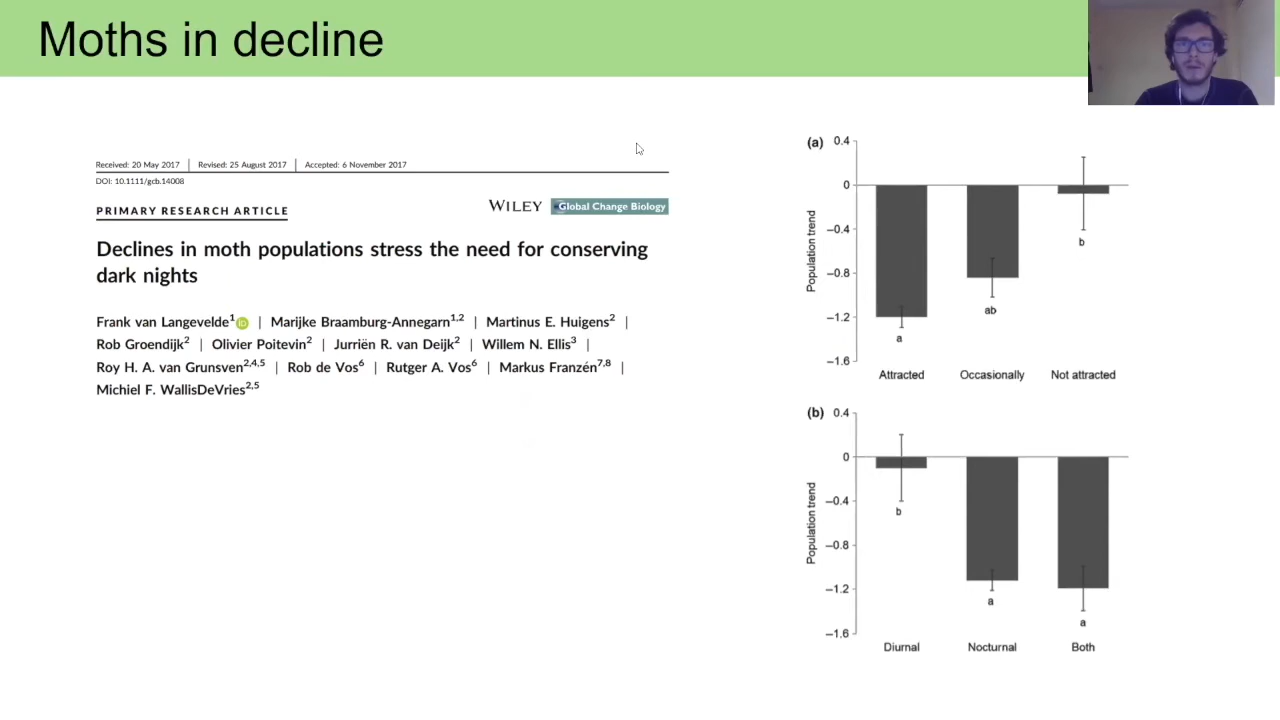 Moths in decline
Received: 20 May 2017 | Revised: 25 August 2017 | Accepted: 6 November 2017
DOI: 10.1111/gcb.14008
PRIMARY RESEARCH ARTICLE
WILEY Global Change Biology
Declines in moth populations stress the need for conserving
dark nights
Frank van Langevelde1 iD | Marijke Braamburg-Annegarn1,2 | Martinus E. Huigens2 |
Rob Groendijk2 | Olivier Poitevin2 | Jurriën R. van Deijk2 | Willem N. Ellis3 |
Roy H. A. van Grunsven2,4,5 | Rob de Vos6 | Rutger A. Vos6 | Markus Franzén7,8 |
Michiel F. WallisDeVries2,5
(a)
Population trend
0.4
0
−0.4
−0.8
−1.2
−1.6
a
ab
b
Attracted Occasionally Not attracted
(b)
Population trend
0.4
0
−0.4
−0.8
−1.2
−1.6
b
a
a
Diurnal Nocturnal Both